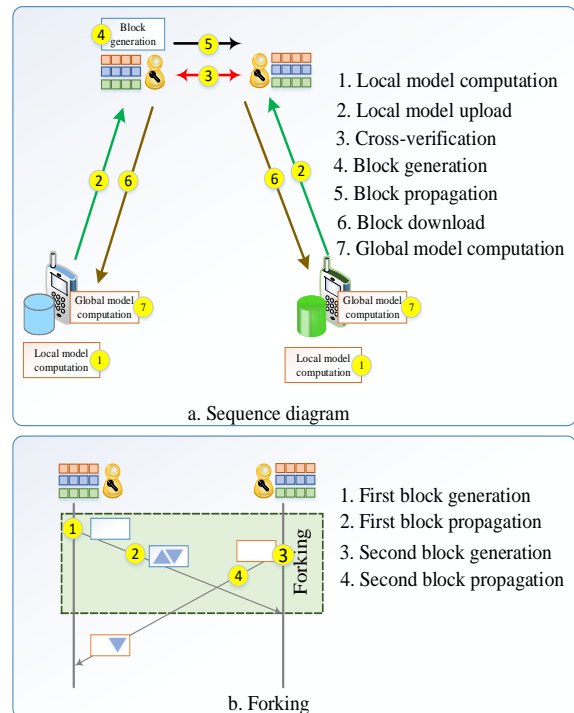 4
Block
generation
5
3
1. Local model computation
2. Local model upload
3. Cross-verification
4. Block generation
5. Block propagation
6. Block download
7. Global model computation
2
6
6
2
Global model
computation
7
Global model
computation
7
Local model
computation
1
Local model
computation
1
a. Sequence diagram
1
2
3
4
Forking
1. First block generation
2. First block propagation
3. Second block generation
4. Second block propagation
b. Forking